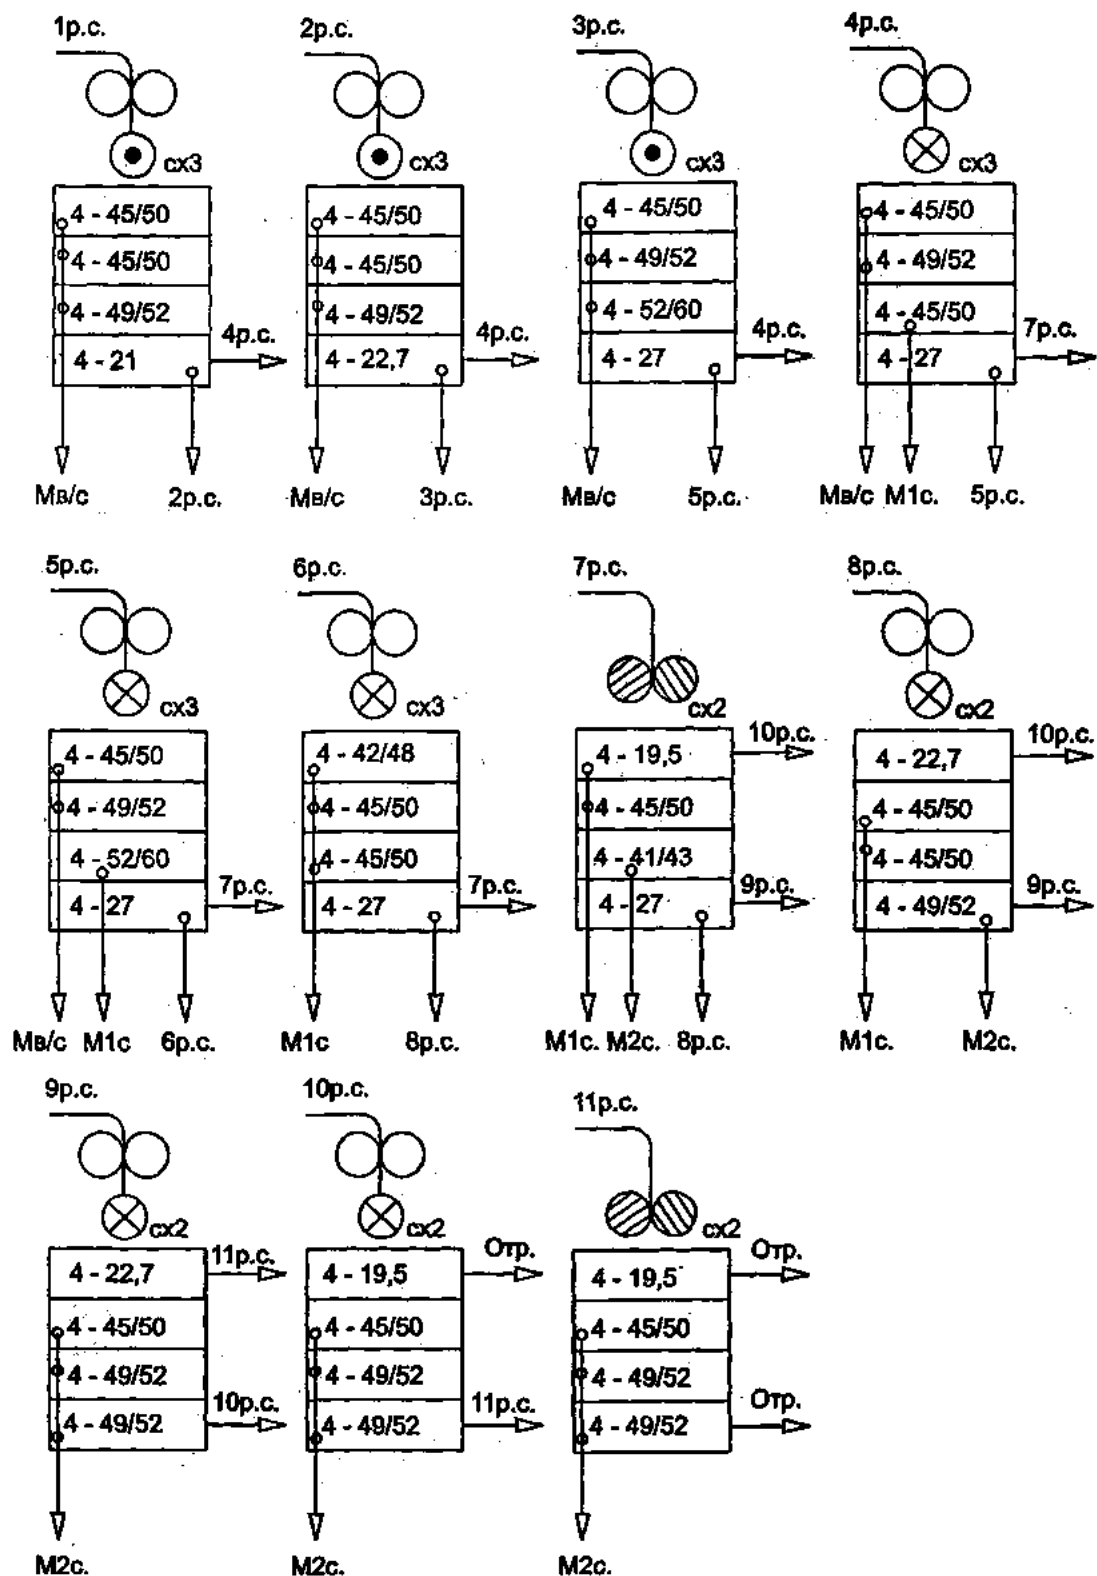 1р.с. 2р.с. 3р.с. 4р.с.
сх3 сх3 сх3 сх3
4 - 45/50 4 - 45/50 4 - 45/50 4 - 45/50
4 - 45/50 4 - 45/50 4 - 49/52 4 - 49/52
4 - 49/52 4 - 49/52 4 - 52/60 4 - 45/50
4р.с. 4р.с. 4р.с. 7р.с.
4 - 21 4 - 22,7 4 - 27 4 - 27
Мв/с 2р.с. Мв/с 3р.с. Мв/с 5р.с. Мв/с М1с. 5р.с.
5р.с. 6р.с. 7р.с. 8р.с.
сх3 сх3 сх2 сх2
10р.с. 10р.с.
4 - 45/50 4 - 42/48 4 - 19,5 4 - 22,7
4 - 49/52 4 - 45/50 4 - 45/50 4 - 45/50
4 - 52/60 4 - 45/50 4 - 41/43 4 - 45/50
7р.с. 7р.с. 9р.с. 9р.с.
4 - 27 4 - 27 4 - 27 4 - 49/52
Мв/с М1с 6р.с. М1с 8р.с. М1с. М2с. 8р.с. М1с. М2с.
9р.с. 10р.с. 11р.с.
сх2 сх2 сх2
11р.с. Отр. Отр.
4 - 22,7 4 - 19,5 4 - 19,5
4 - 45/50 4 - 45/50 4 - 45/50
4 - 49/52 4 - 49/52 4 - 49/52
10р.с. 11р.с. Отр.
4 - 49/52 4 - 49/52 4 - 49/52
М2с. М2с. М2с.